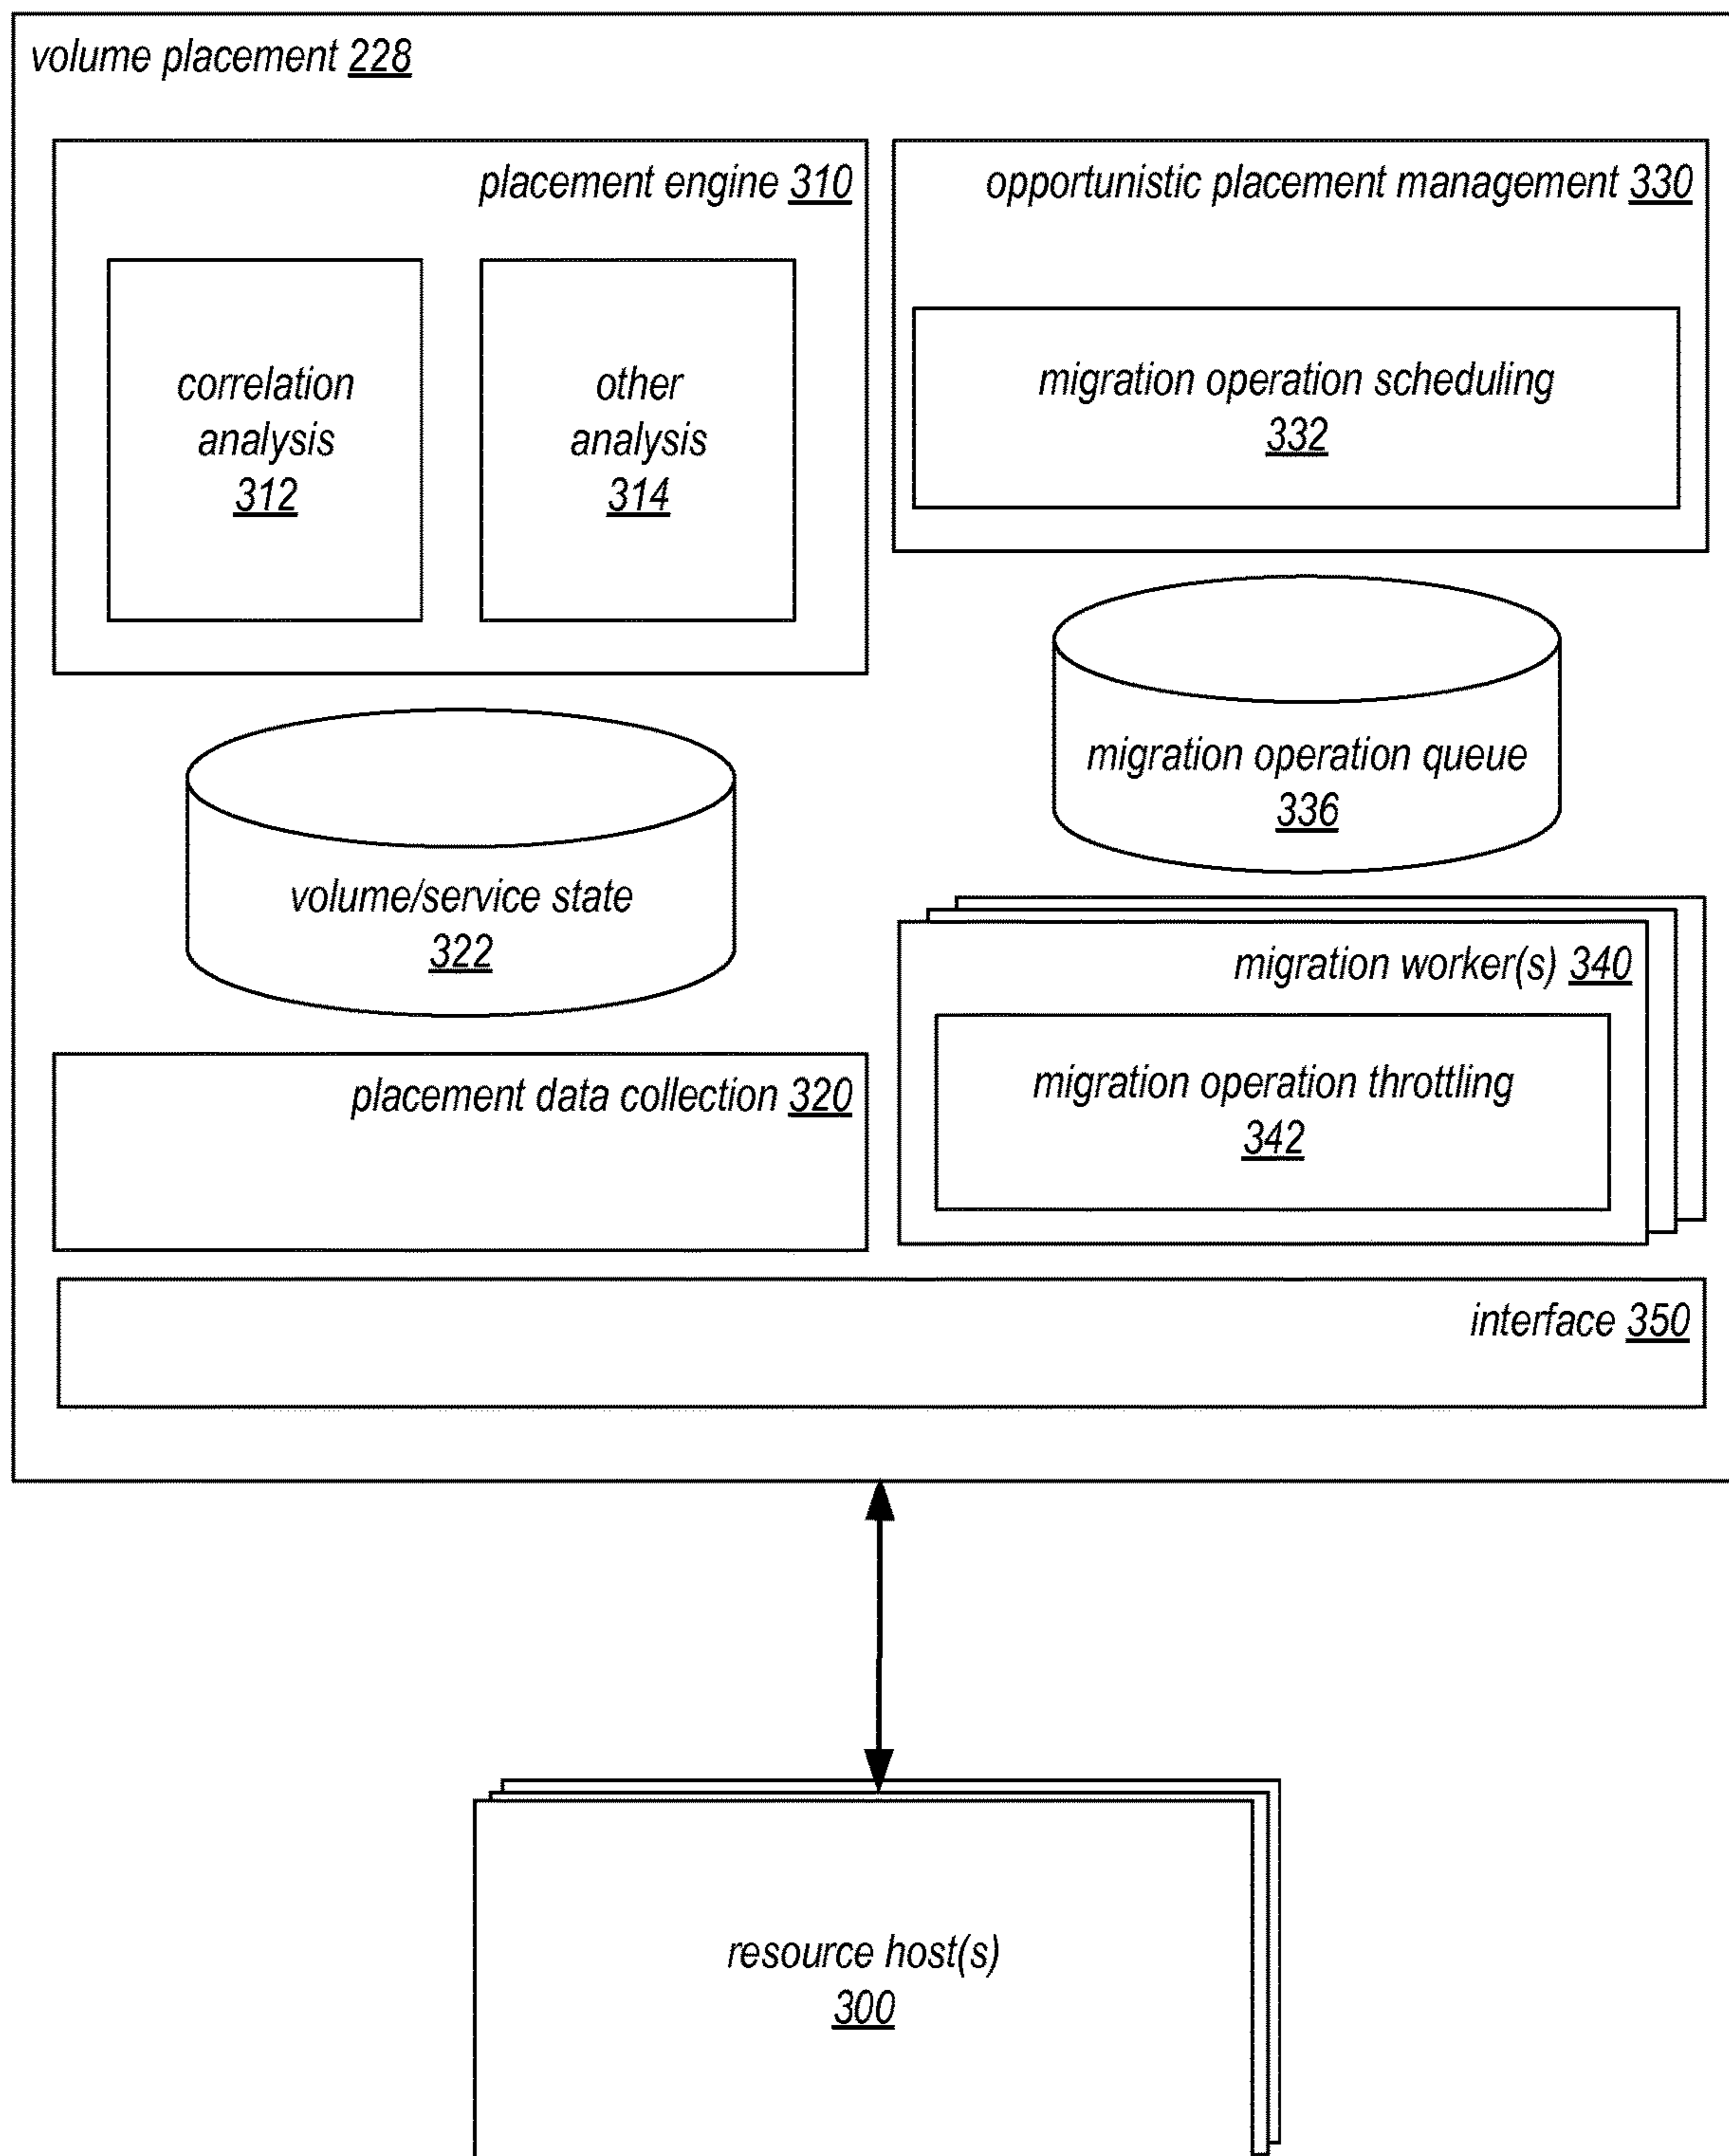 volume placement 228
placement engine 310
correlation
analysis
312
other
analysis
314
opportunistic placement management 330
migration operation scheduling
332
migration operation queue
336
volume/service state
322
migration worker(s) 340
migration operation throttling
342
placement data collection 320
interface 350
resource host(s)
300